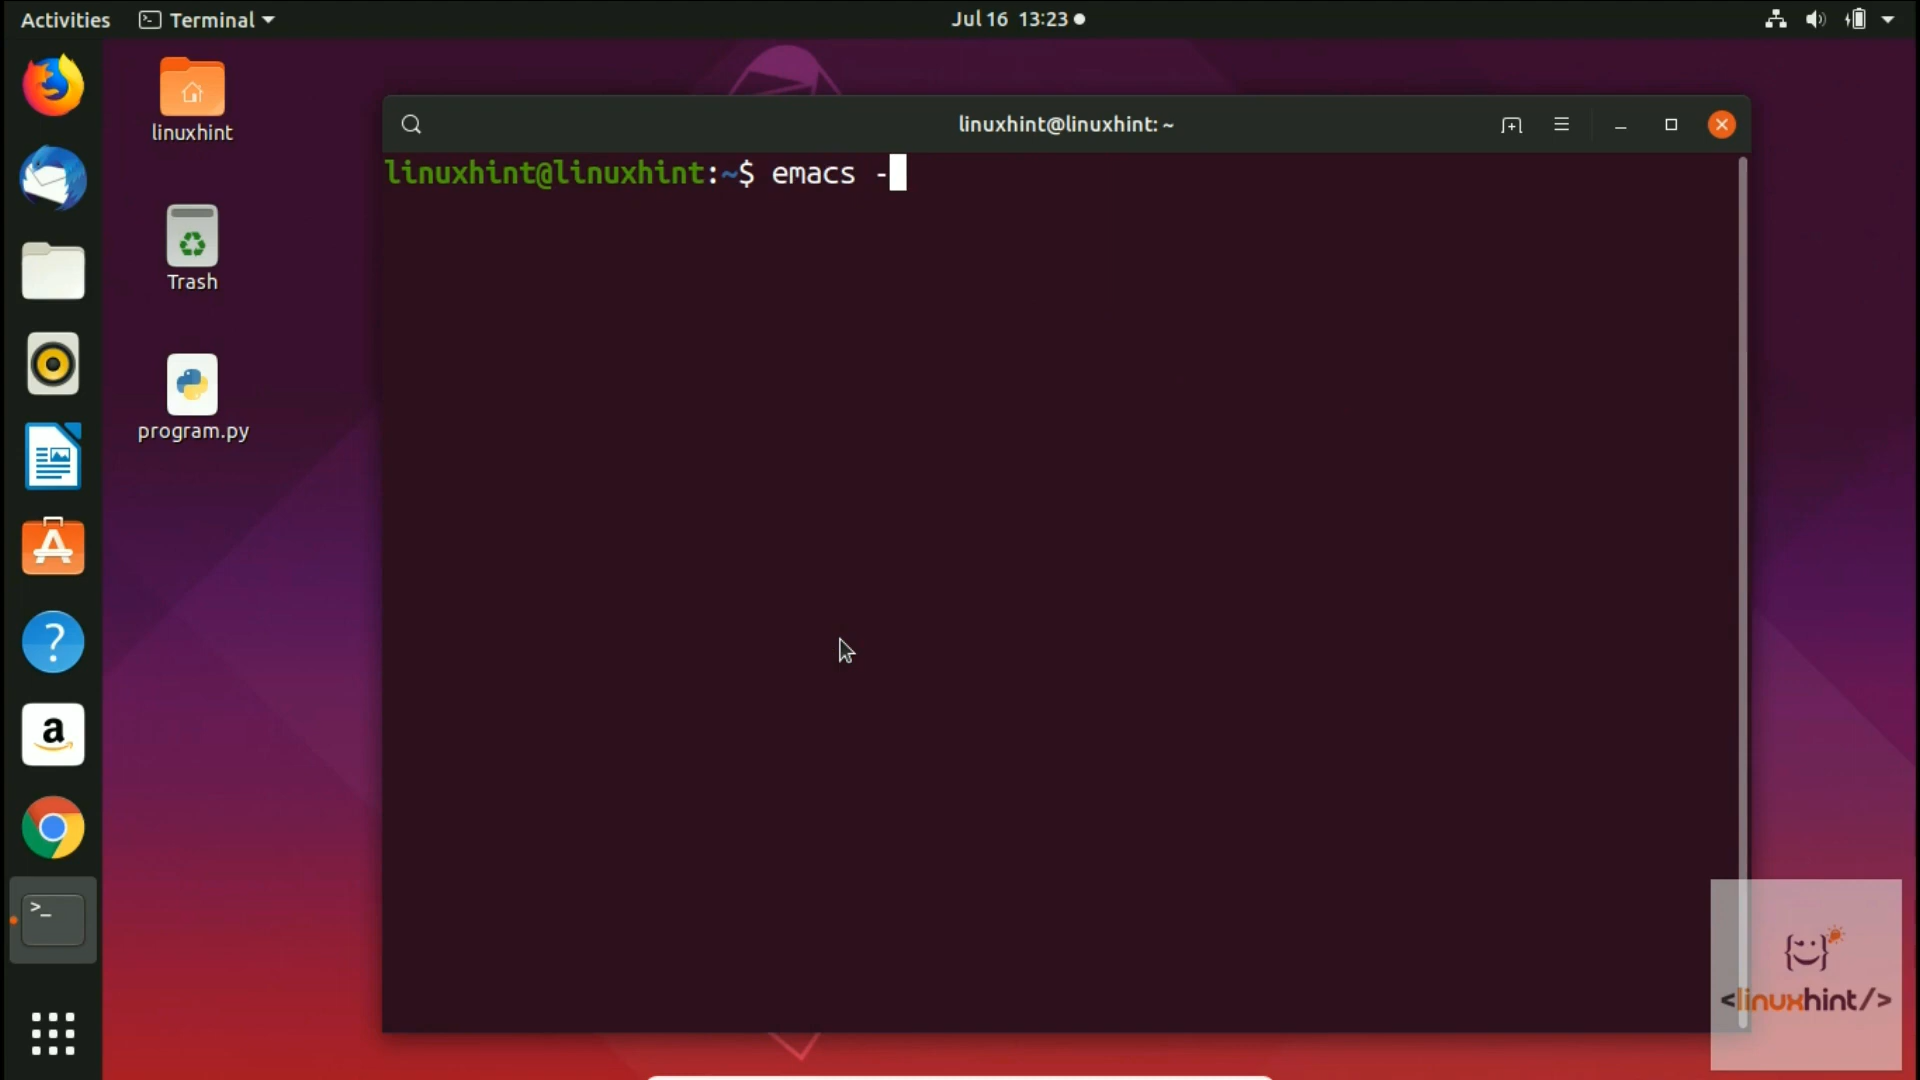 Activities
Terminal
Jul 16 13:23
linuxhint
Trash
program.py
linuxhint@linuxhint: ~
linuxhint@linuxhint:~$ emacs -
?
a
>_
<linuxhint/>